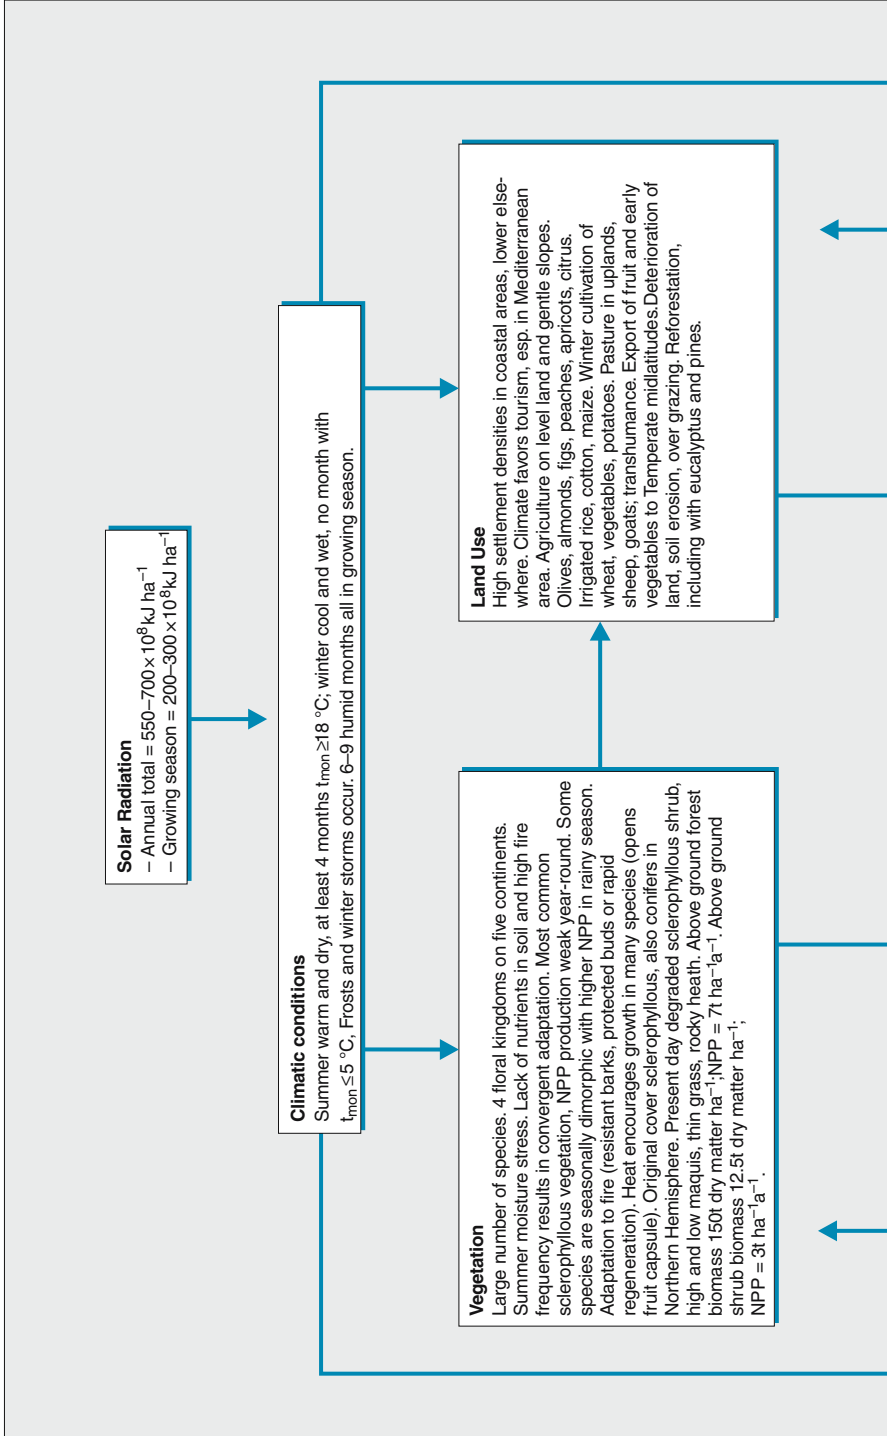 Solar Radiation
– Annual total = 550–700×10⁸kJ ha⁻¹
– Growing season = 200–300×10⁸kJ ha⁻¹
Climatic conditions
Summer warm and dry, at least 4 months tmon ≥18 °C; winter cool and wet, no month with
tmon ≤5 °C, Frosts and winter storms occur. 6–9 humid months all in growing season.
Vegetation
Large number of species. 4 floral kingdoms on five continents.
Summer moisture stress. Lack of nutrients in soil and high fire
frequency results in convergent adaptation. Most common
sclerophyllous vegetation, NPP production weak year-round. Some
species are seasonally dimorphic with higher NPP in rainy season.
Adaptation to fire (resistant barks, protected buds or rapid
regeneration). Heat encourages growth in many species (opens
fruit capsule). Original cover sclerophyllous, also conifers in
Northern Hemisphere. Present day degraded sclerophyllous shrub,
high and low maquis, thin grass, rocky heath. Above ground forest
biomass 150t dry matter ha⁻¹;NPP = 7t ha⁻¹a⁻¹. Above ground
shrub biomass 12.5t dry matter ha⁻¹;
NPP = 3t ha⁻¹a⁻¹.
Land Use
High settlement densities in coastal areas, lower else-
where. Climate favors tourism, esp. in Mediterranean
area. Agriculture on level land and gentle slopes.
Olives, almonds, figs, peaches, apricots, citrus.
Irrigated rice, cotton, maize. Winter cultivation of
wheat, vegetables, potatoes. Pasture in uplands,
sheep, goats; transhumance. Export of fruit and early
vegetables to Temperate midlatitudes.Deterioration of
land, soil erosion, over grazing. Reforestation,
including with eucalyptus and pines.